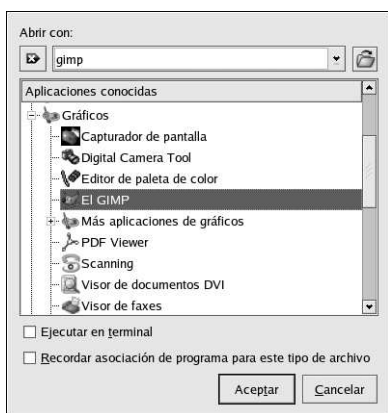 Abrir con:
gimp
Aplicaciones conocidas
Gráficos
Capturador de pantalla
Digital Camera Tool
Editor de paleta de color
El GIMP
Más aplicaciones de gráficos
PDF Viewer
Scanning
Visor de documentos DVI
Visor de faxes
Ejecutar en terminal
Recordar asociación de programa para este tipo de archivo
Aceptar Cancelar